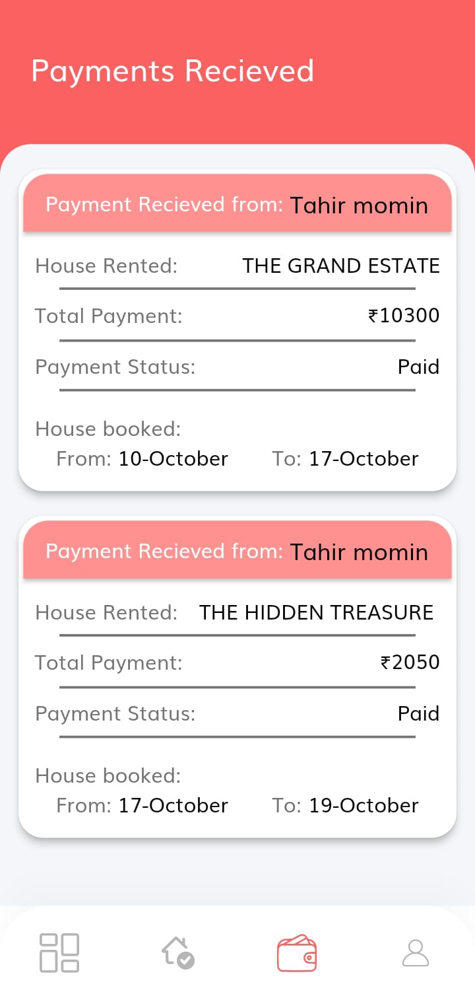 Payments Recieved
Payment Recieved from: Tahir momin
House Rented: THE GRAND ESTATE
Total Payment: ₹10300
Payment Status: Paid
House booked:
From: 10-October To: 17-October
Payment Recieved from: Tahir momin
House Rented: THE HIDDEN TREASURE
Total Payment: ₹2050
Payment Status: Paid
House booked:
From: 17-October To: 19-October